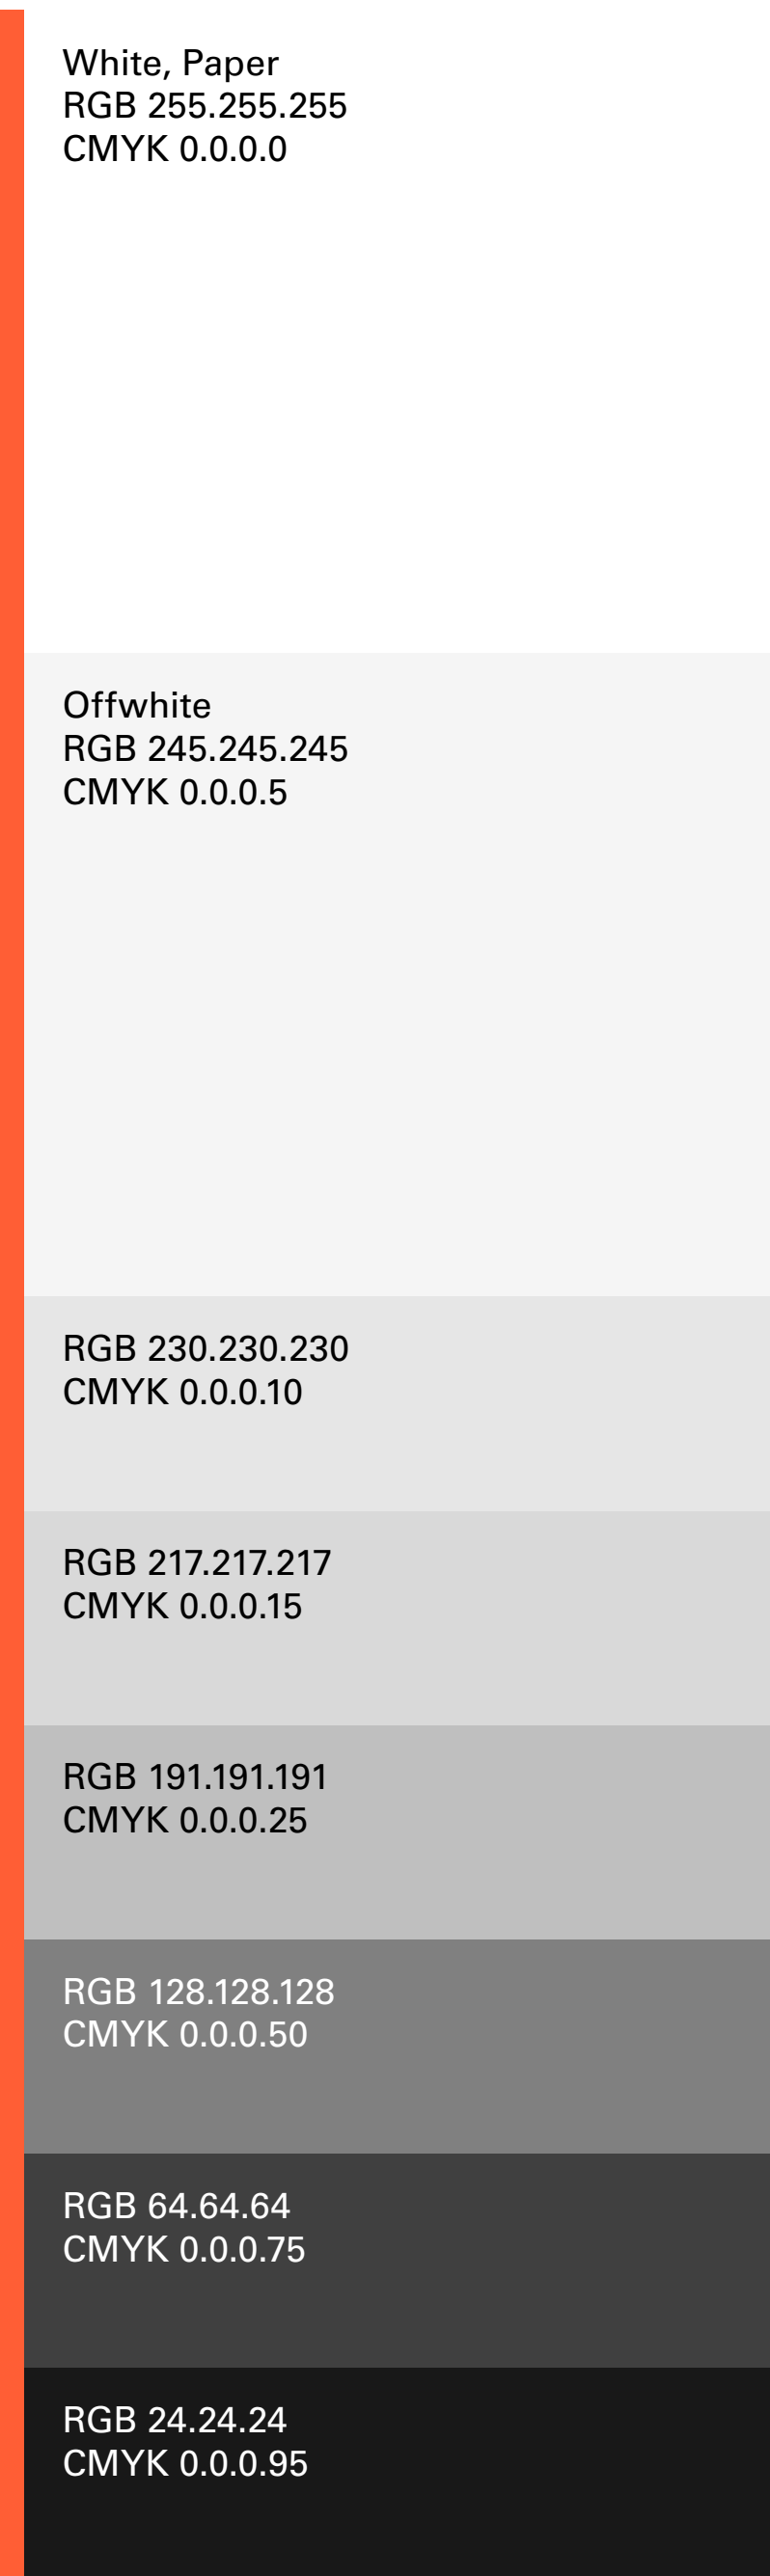 White, Paper
RGB 255.255.255
CMYK 0.0.0.0
Offwhite
RGB 245.245.245
CMYK 0.0.0.5
RGB 230.230.230
CMYK 0.0.0.10
RGB 217.217.217
CMYK 0.0.0.15
RGB 191.191.191
CMYK 0.0.0.25
RGB 128.128.128
CMYK 0.0.0.50
RGB 64.64.64
CMYK 0.0.0.75
RGB 24.24.24
CMYK 0.0.0.95